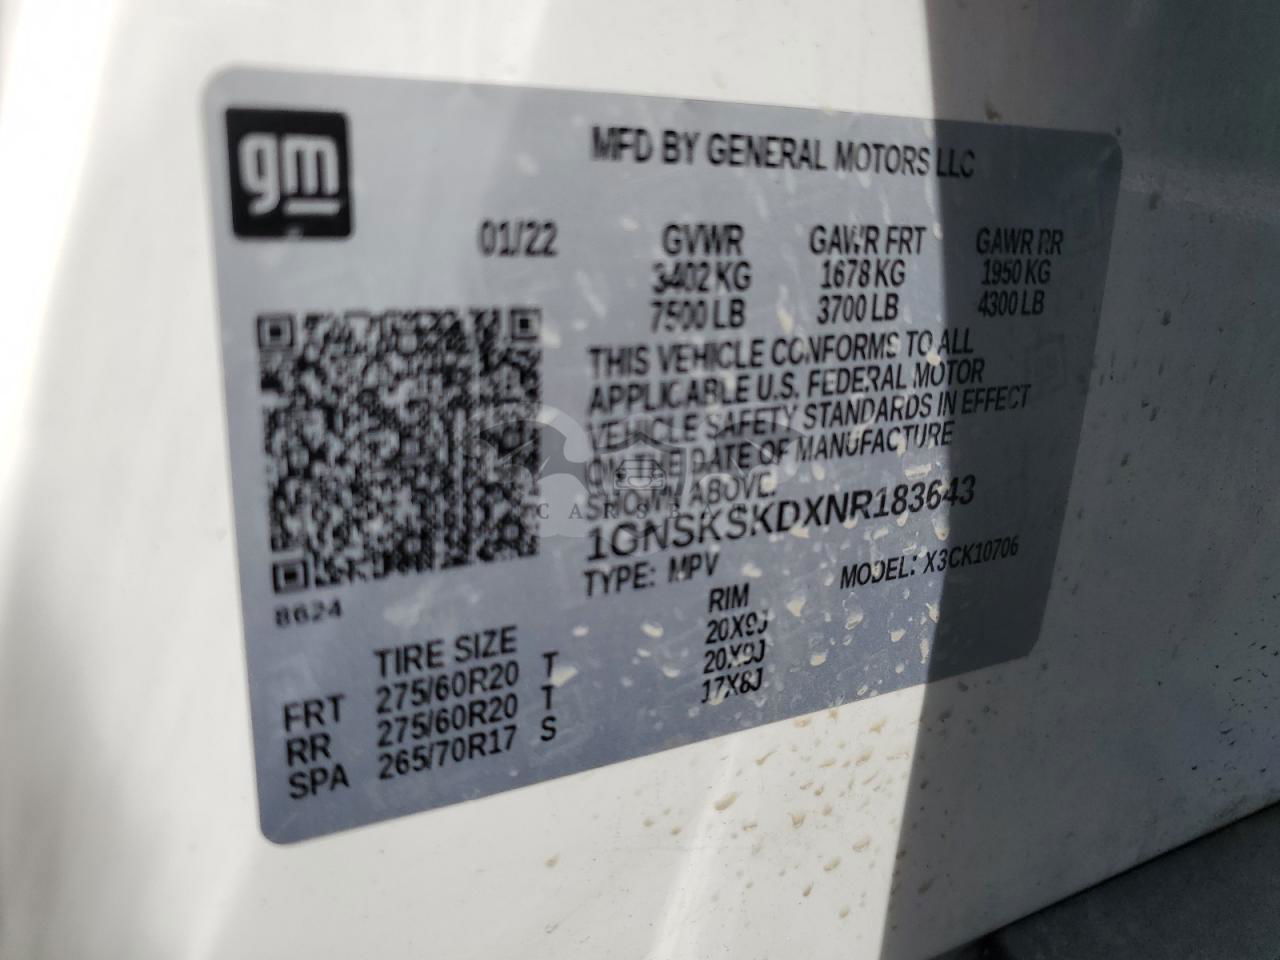 gm
MFD BY GENERAL MOTORS LLC
01/22 GVWR GAWR FRT GAWR RR
3402 KG 1678 KG 1950 KG
7500 LB 3700 LB 4300 LB
THIS VEHICLE CONFORMS TO ALL
APPLICABLE U.S. FEDERAL MOTOR
VEHICLE SAFETY STANDARDS IN EFFECT
ON THE DATE OF MANUFACTURE
SHOWN ABOVE.
1GNSKSKDXNR183643
TYPE: MPV MODEL: X3CK10706
8624
TIRE SIZE RIM
FRT 275/60R20 T 20X9J
RR 275/60R20 T 20X9J
SPA 265/70R17 S 17X8J